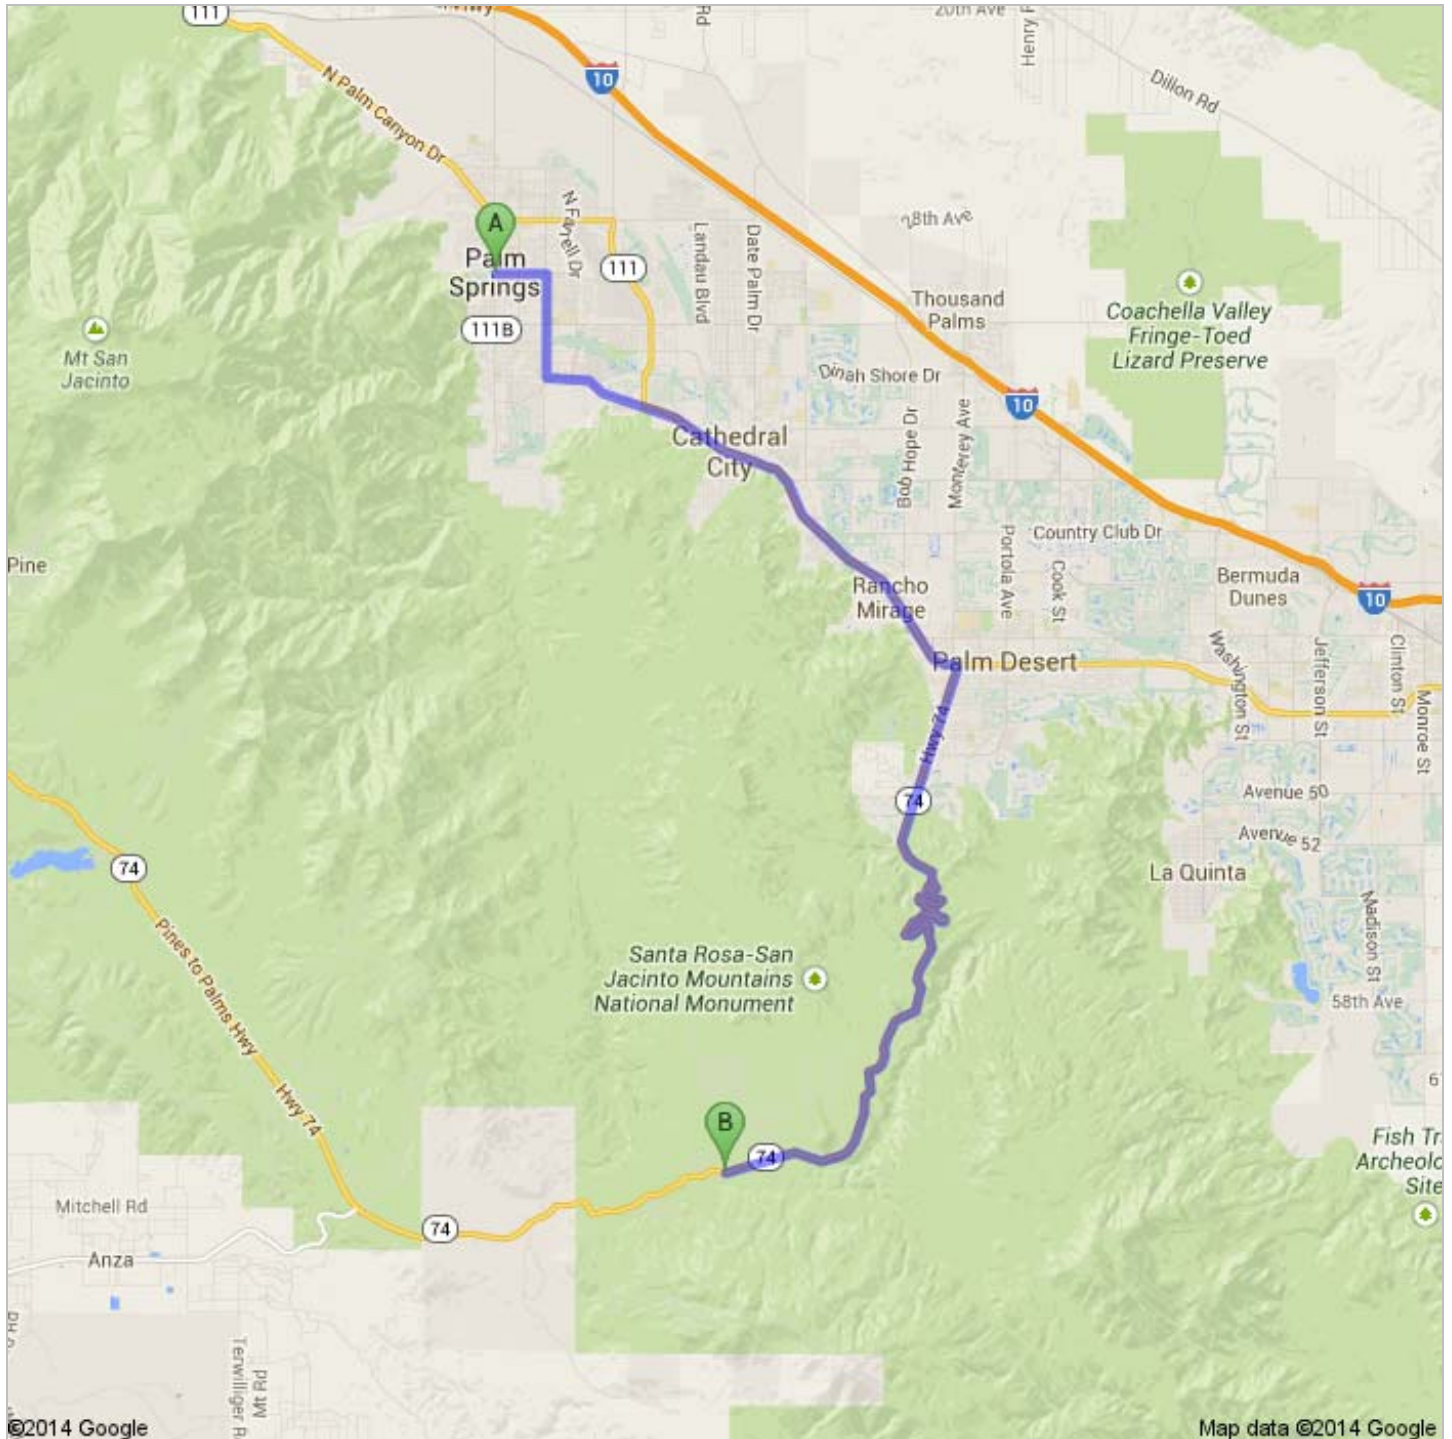 111
20th Ave
Rd
10
Dillon Rd
N Palm Canyon Dr
A
Palm
Springs
N Farrell Dr
111
Landau Blvd
Date Palm Dr
28th Ave
Thousand
Palms
Coachella Valley
Fringe-Toed
Lizard Preserve
111B
Mt San
Jacinto
Dinah Shore Dr
10
Cathedral
City
Bob Hope Dr
Monterey Ave
Country Club Dr
Portola Ave
Cook St
Pine
Rancho
Mirage
Bermuda
Dunes
10
Palm Desert
Washington St
Jefferson St
Clinton St
Monroe St
Hwy 74
74
Avenue 50
Avenue 52
La Quinta
74
Madison St
Pines to Palms Hwy
Santa Rosa-San
Jacinto Mountains
National Monument
58th Ave
Hwy 74
B
74
Mitchell Rd
74
Anza
Terwilliger R
©2014 Google
Map data ©2014 Google